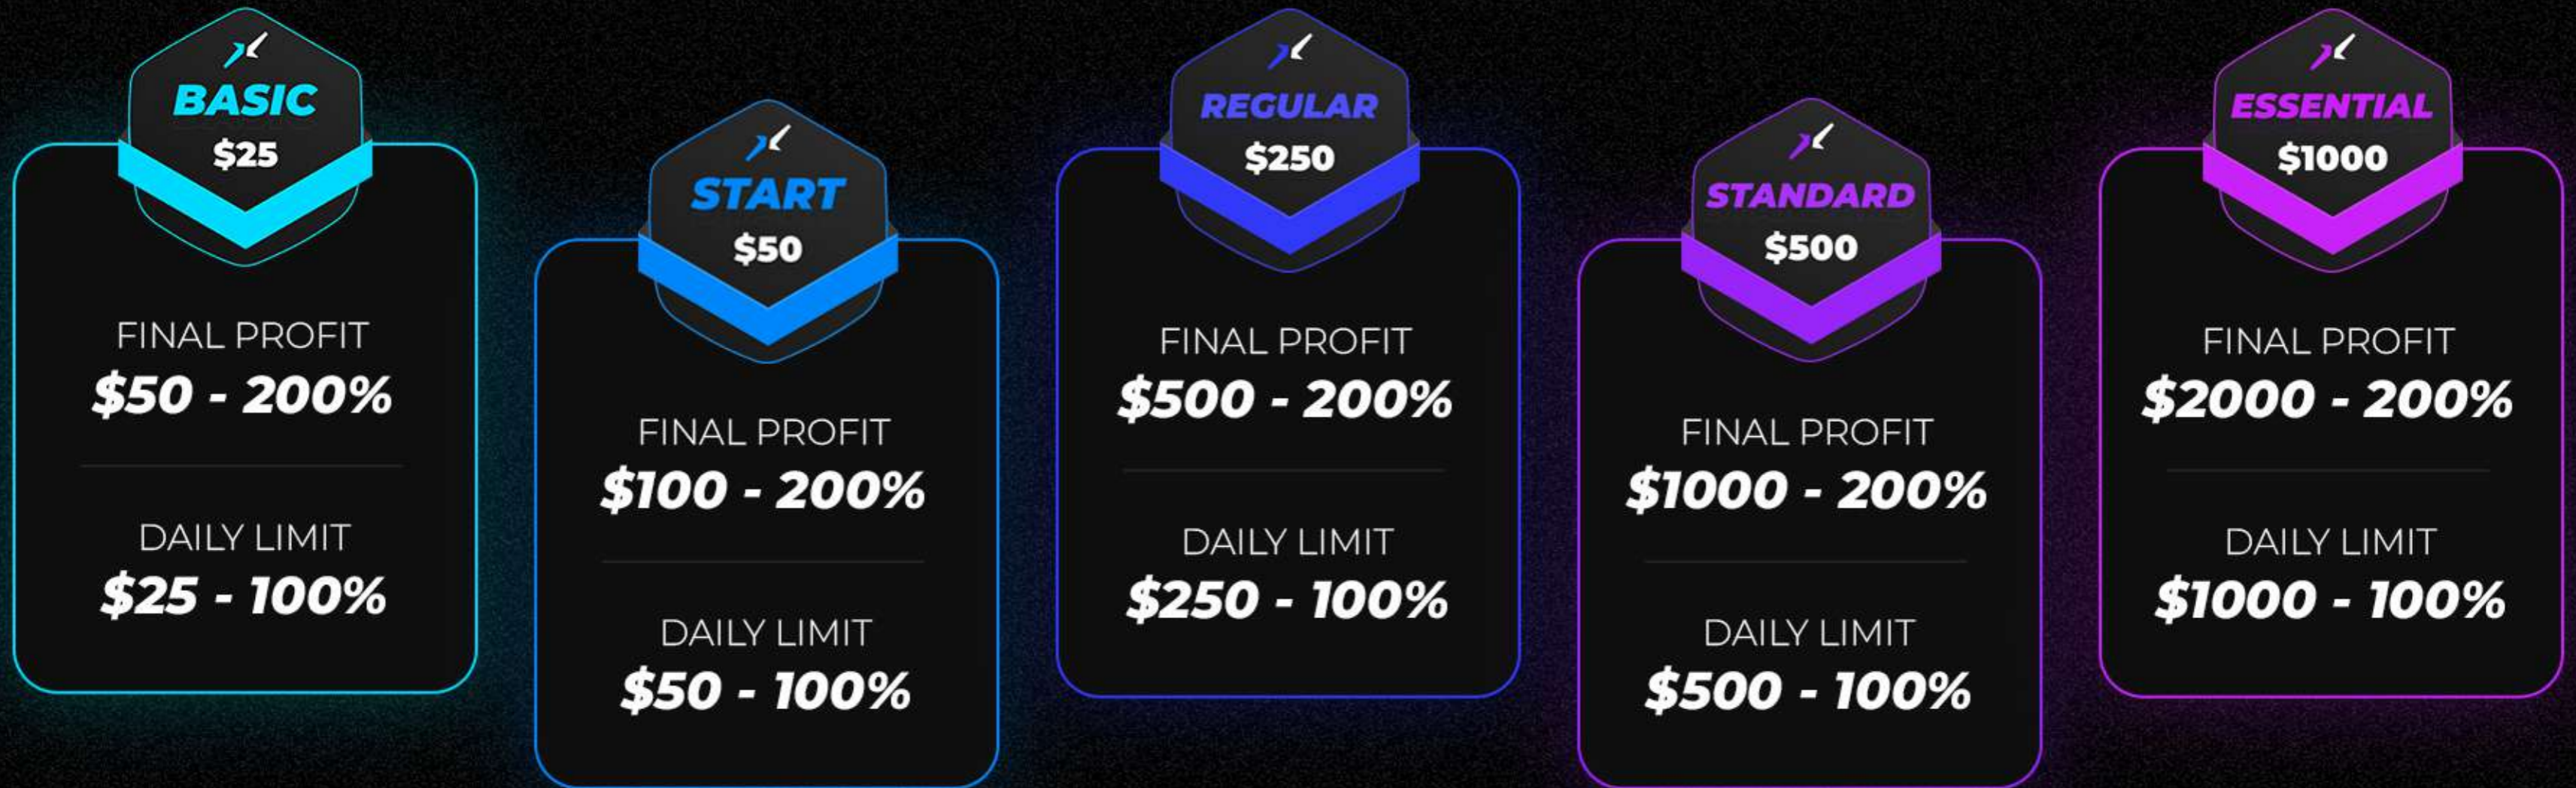 BASIC
$25
FINAL PROFIT
$50 - 200%
DAILY LIMIT
$25 - 100%
START
$50
FINAL PROFIT
$100 - 200%
DAILY LIMIT
$50 - 100%
REGULAR
$250
FINAL PROFIT
$500 - 200%
DAILY LIMIT
$250 - 100%
STANDARD
$500
FINAL PROFIT
$1000 - 200%
DAILY LIMIT
$500 - 100%
ESSENTIAL
$1000
FINAL PROFIT
$2000 - 200%
DAILY LIMIT
$1000 - 100%